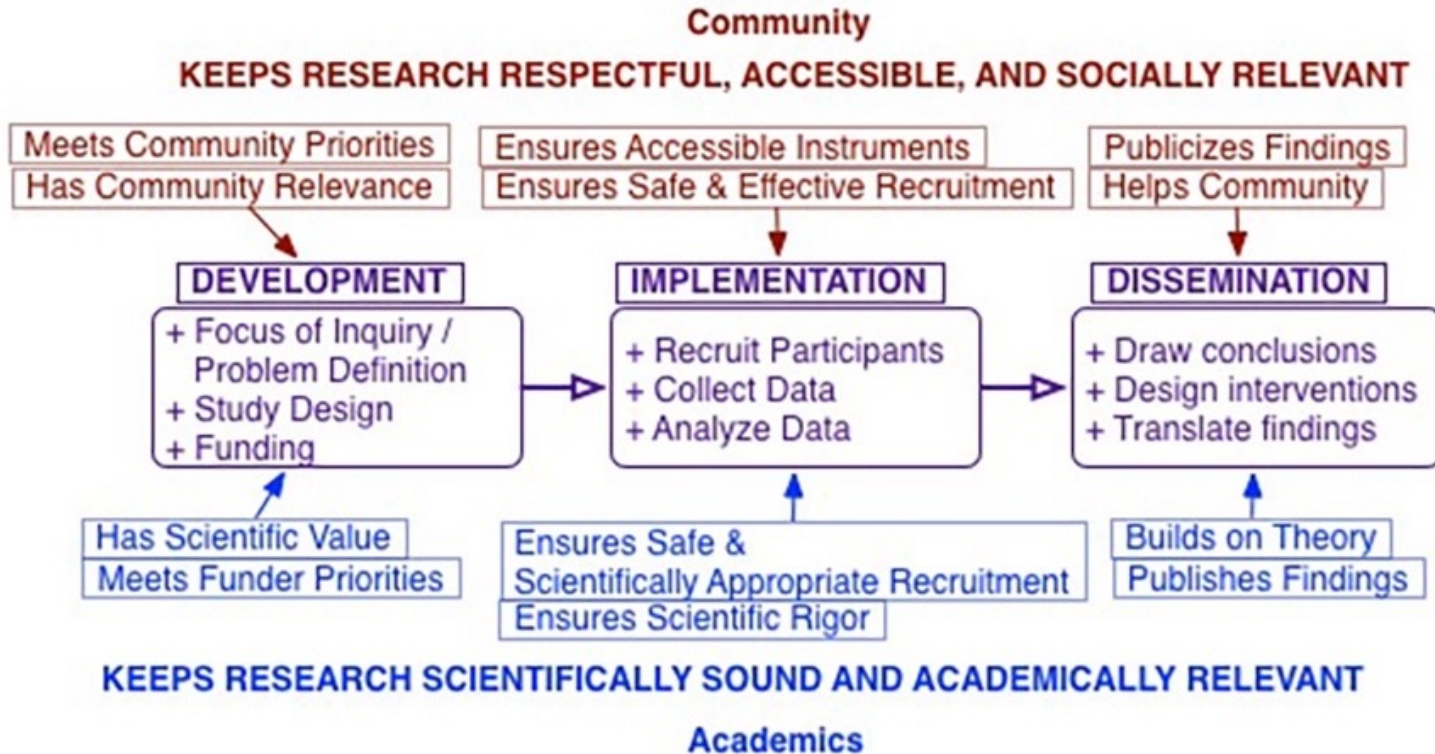 Community
KEEPS RESEARCH RESPECTFUL, ACCESSIBLE, AND SOCIALLY RELEVANT
Meets Community Priorities
Has Community Relevance
Ensures Accessible Instruments
Ensures Safe & Effective Recruitment
Publicizes Findings
Helps Community
DEVELOPMENT
+ Focus of Inquiry /
Problem Definition
+ Study Design
+ Funding
IMPLEMENTATION
+ Recruit Participants
+ Collect Data
+ Analyze Data
DISSEMINATION
+ Draw conclusions
+ Design interventions
+ Translate findings
Has Scientific Value
Meets Funder Priorities
Ensures Safe &
Scientifically Appropriate Recruitment
Ensures Scientific Rigor
Builds on Theory
Publishes Findings
KEEPS RESEARCH SCIENTIFICALLY SOUND AND ACADEMICALLY RELEVANT
Academics